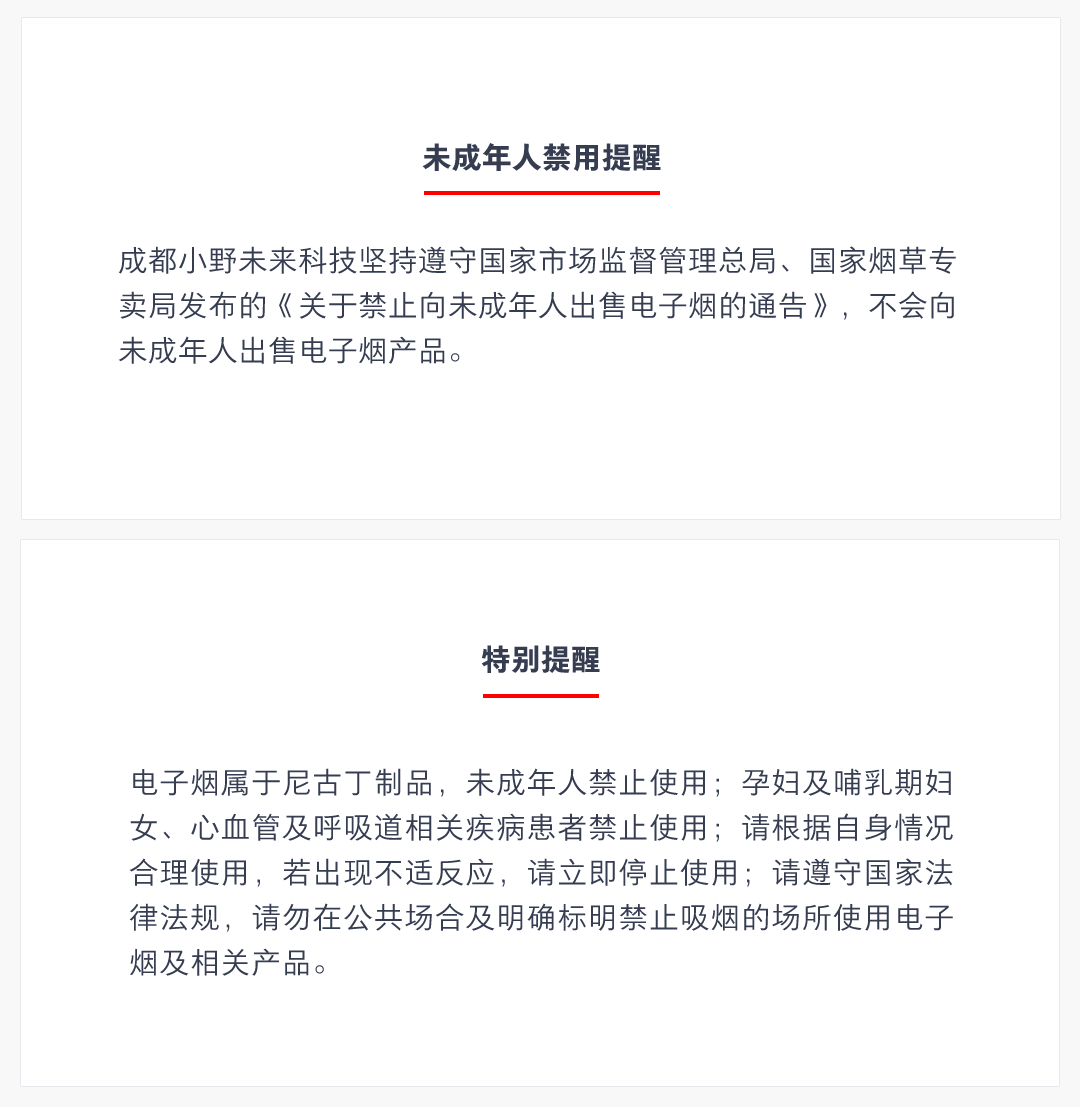 未成年人禁用提醒
成都小野未来科技坚持遵守国家市场监督管理总局、国家烟草专
卖局发布的《关于禁止向未成年人出售电子烟的通告》，不会向
未成年人出售电子烟产品。
特别提醒
电子烟属于尼古丁制品，未成年人禁止使用；孕妇及哺乳期妇
女、心血管及呼吸道相关疾病患者禁止使用；请根据自身情况
合理使用，若出现不适反应，请立即停止使用；请遵守国家法
律法规，请勿在公共场合及明确标明禁止吸烟的场所使用电子
烟及相关产品。